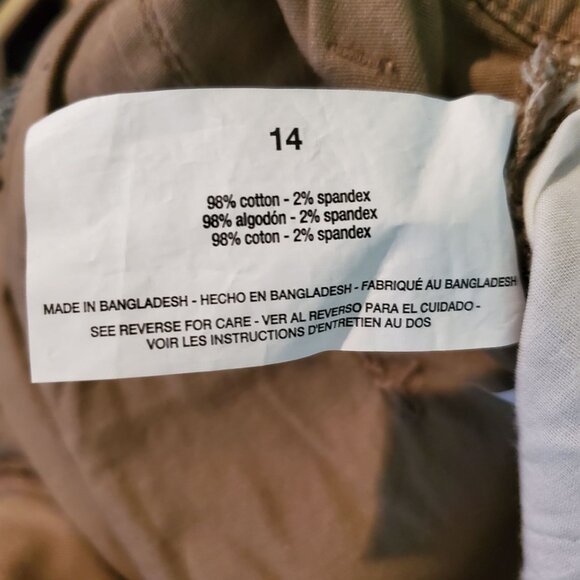 14
98% cotton - 2% spandex
98% algodón - 2% spandex
98% coton - 2% spandex
MADE IN BANGLADESH - HECHO EN BANGLADESH - FABRIQUÉ AU BANGLADESH
SEE REVERSE FOR CARE - VER AL REVERSO PARA EL CUIDADO -
VOIR LES INSTRUCTIONS D'ENTRETIEN AU DOS